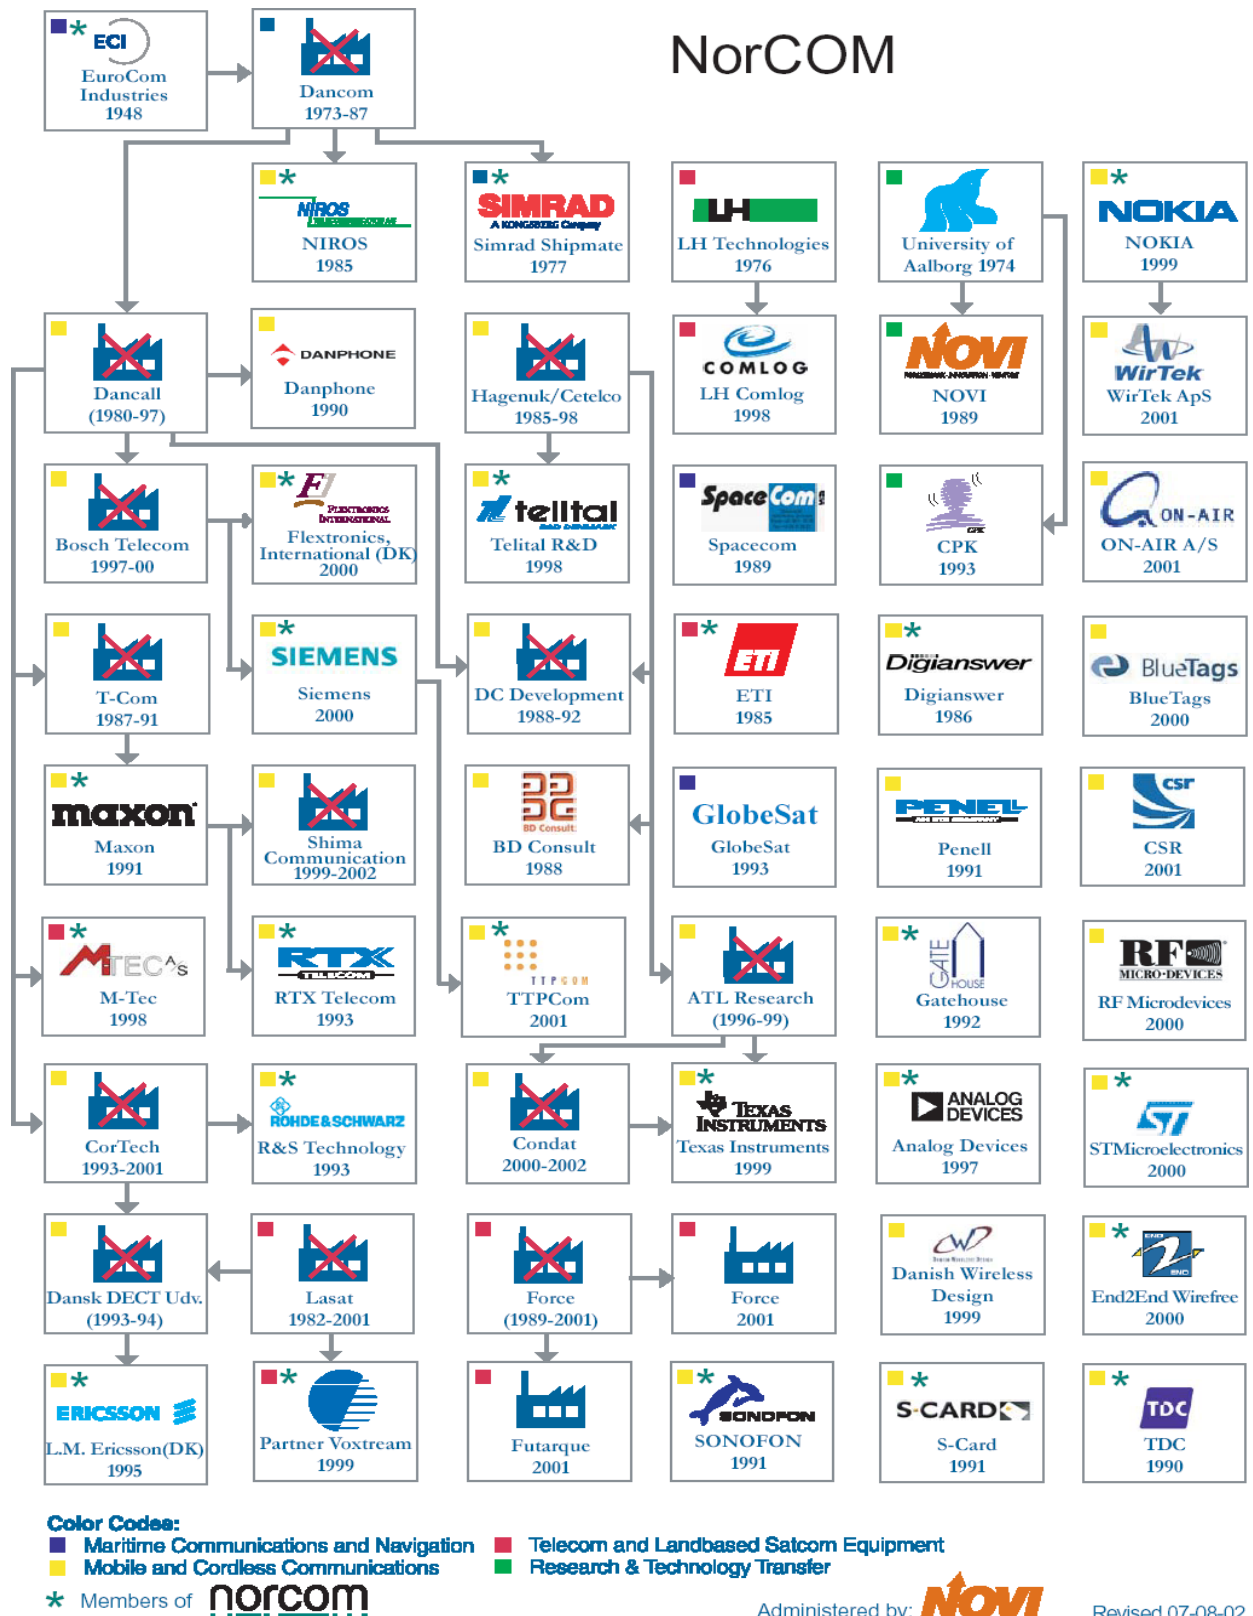 NorCOM
ECI
EuroCom
Industries
1948
Dancom
1973-87
NIROS
NIROS
1985
SIMRAD
A KONGSBERG Company
Simrad Shipmate
1977
LH
LH Technologies
1976
University of
Aalborg 1974
NOKIA
NOKIA
1999
Dancall
(1980-97)
DANPHONE
Danphone
1990
Hagenuk/Cetelco
1985-98
COMLOG
LH Comlog
1998
NOVI
NOVI
1989
WirTek
WirTek ApS
2001
Bosch Telecom
1997-00
FLEXTRONICS
INTERNATIONAL
Flextronics,
International (DK)
2000
telital
R&D DENMARK
Telital R&D
1998
SpaceCom
Spacecom
1989
CPK
CPK
1993
ON-AIR
ON-AIR A/S
2001
T-Com
1987-91
SIEMENS
Siemens
2000
DC Development
1988-92
ETI
ETI
1985
Digianswer
Digianswer
1986
BlueTags
BlueTags
2000
maxon
Maxon
1991
Shima
Communication
1999-2002
BD Consult
BD Consult
1988
GlobeSat
GlobeSat
1993
PENELL
Penell
1991
CSR
CSR
2001
M-TEC A/S
M-Tec
1998
RTX
TELECOM
RTX Telecom
1993
TTPCOM
TTPCom
2001
ATL Research
(1996-99)
GATE
HOUSE
Gatehouse
1992
RF
MICRO-DEVICES
RF Microdevices
2000
CorTech
1993-2001
ROHDE&SCHWARZ
R&S Technology
1993
Condat
2000-2002
TEXAS
INSTRUMENTS
Texas Instruments
1999
ANALOG
DEVICES
Analog Devices
1997
ST
STMicroelectronics
2000
Dansk DECT Udv.
(1993-94)
Lasat
1982-2001
Force
(1989-2001)
Force
2001
DANISH WIRELESS DESIGN
Danish Wireless
Design
1999
END
2
END
End2End Wirefree
2000
ERICSSON
L.M. Ericsson(DK)
1995
Partner Voxtream
1999
Futarque
2001
SONOFON
SONOFON
1991
S-CARD
S-Card
1991
TDC
TDC
1990
Color Codes:
Maritime Communications and Navigation
Telecom and Landbased Satcom Equipment
Mobile and Cordless Communications
Research & Technology Transfer
* Members of norcom
Administered by: NOVI
Revised 07-08-02